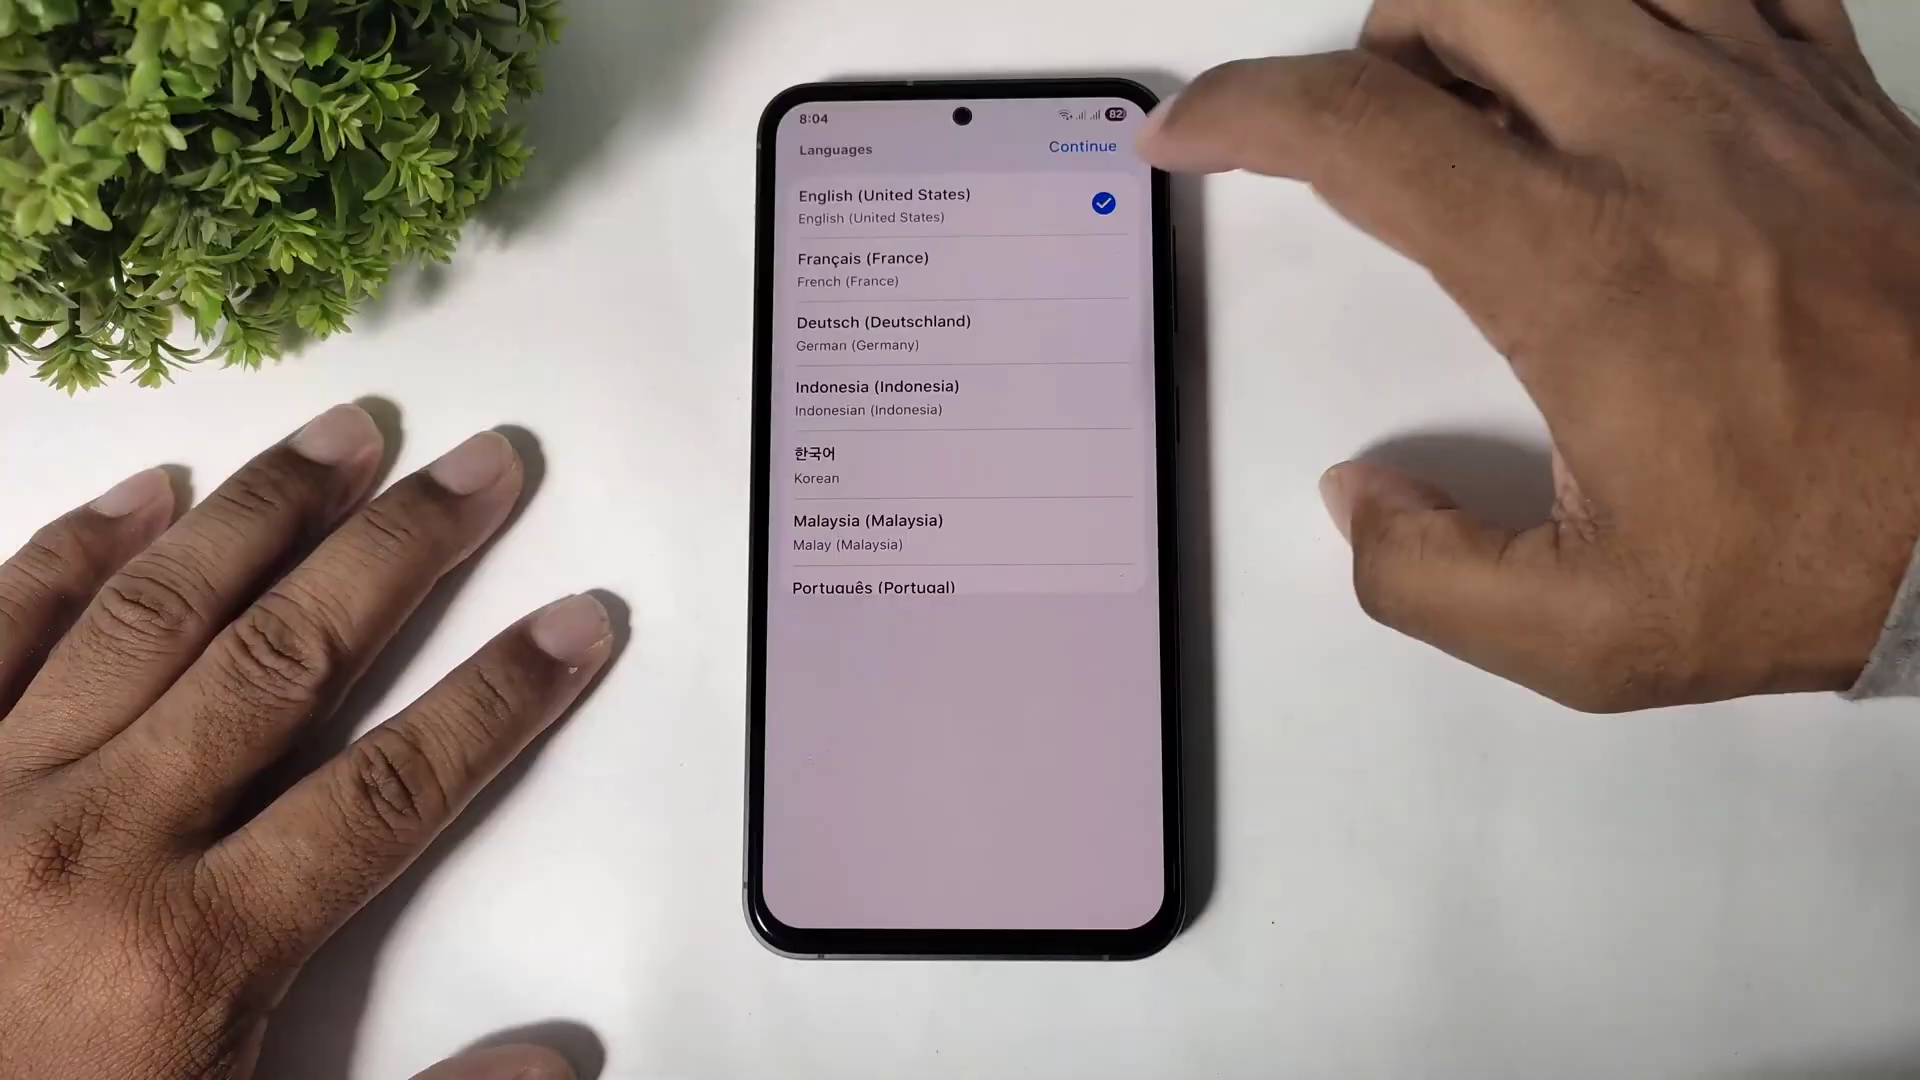 8:04
82
Languages
Continue
English (United States)
English (United States)
Français (France)
French (France)
Deutsch (Deutschland)
German (Germany)
Indonesia (Indonesia)
Indonesian (Indonesia)
한국어
Korean
Malaysia (Malaysia)
Malay (Malaysia)
Português (Portugal)